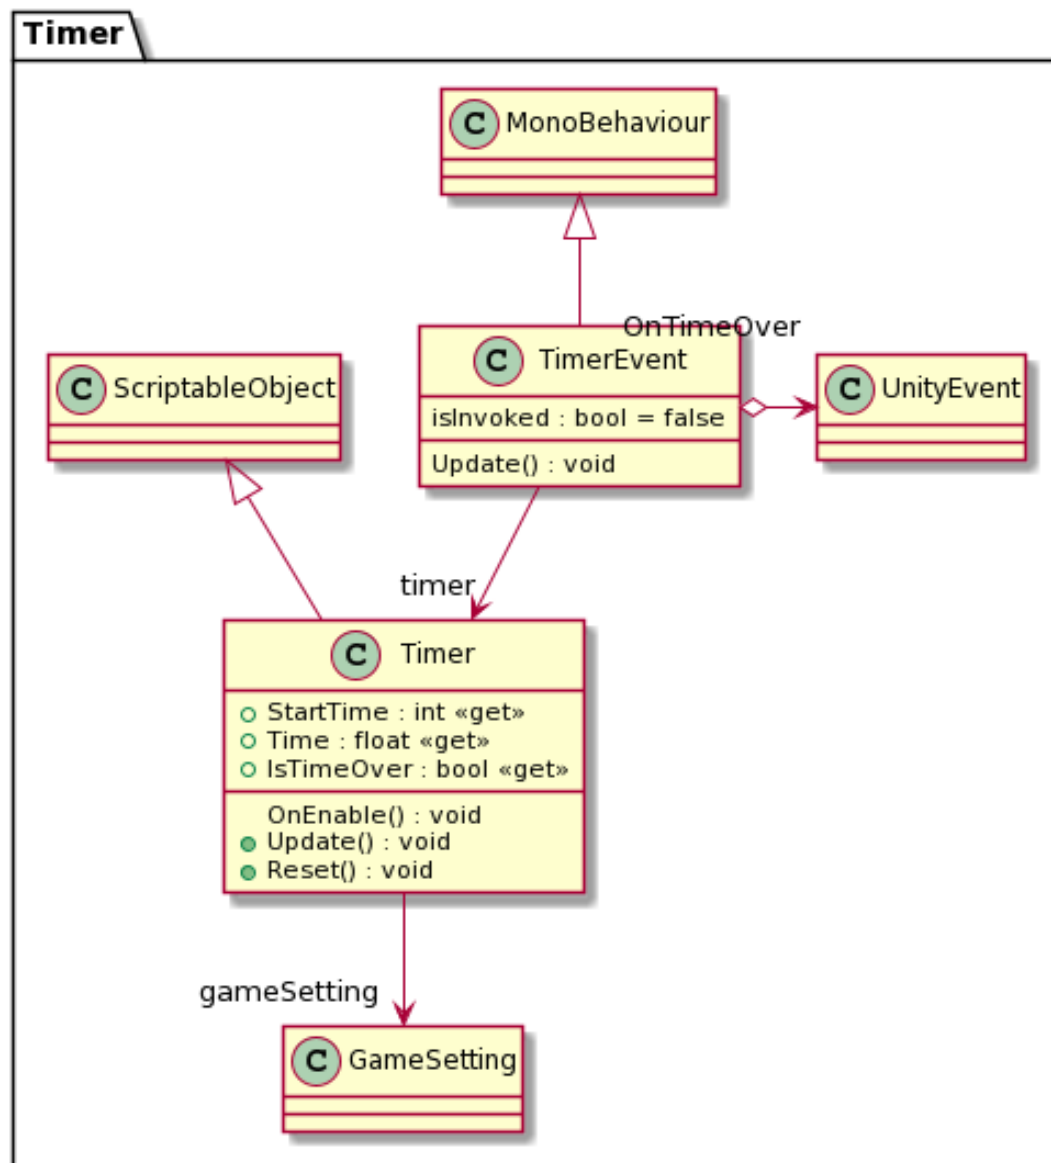 Timer
C MonoBehaviour
OnTimeOver
C TimerEvent
isInvoked : bool = false
Update() : void
C ScriptableObject
C UnityEvent
timer
C Timer
StartTime : int «get»
Time : float «get»
IsTimeOver : bool «get»
OnEnable() : void
Update() : void
Reset() : void
gameSetting
C GameSetting